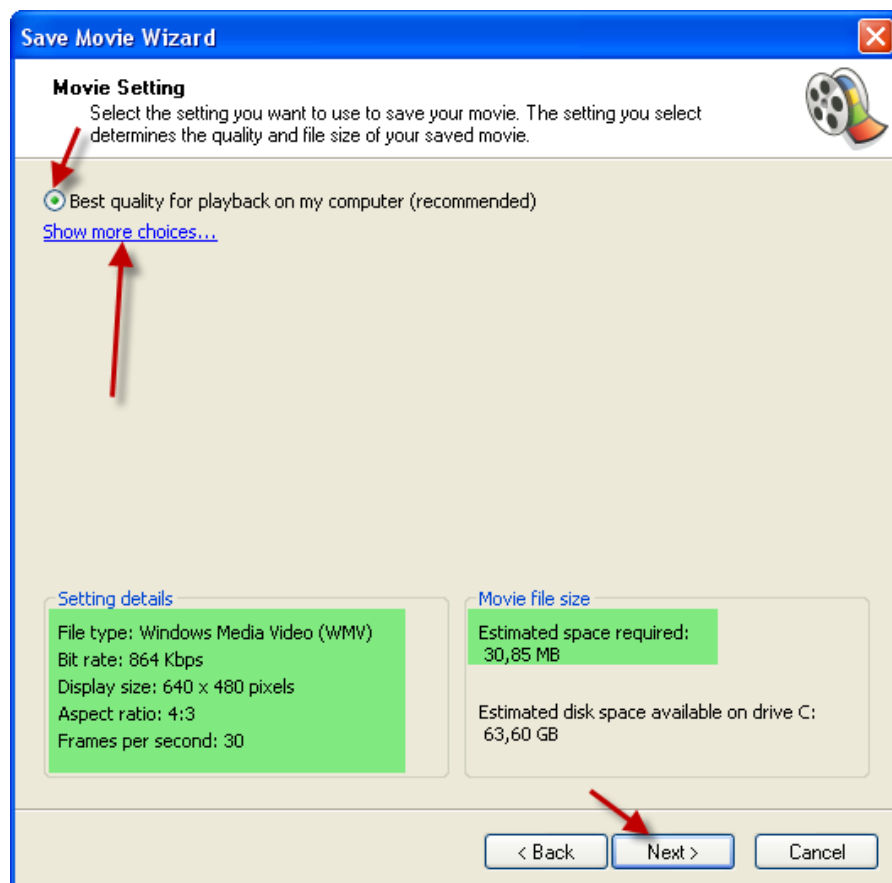 Save Movie Wizard
Movie Setting
Select the setting you want to use to save your movie. The setting you select
determines the quality and file size of your saved movie.
Best quality for playback on my computer (recommended)
Show more choices...
Setting details
File type: Windows Media Video (WMV)
Bit rate: 864 Kbps
Display size: 640 x 480 pixels
Aspect ratio: 4:3
Frames per second: 30
Movie file size
Estimated space required:
30,85 MB
Estimated disk space available on drive C:
63,60 GB
< Back
Next >
Cancel